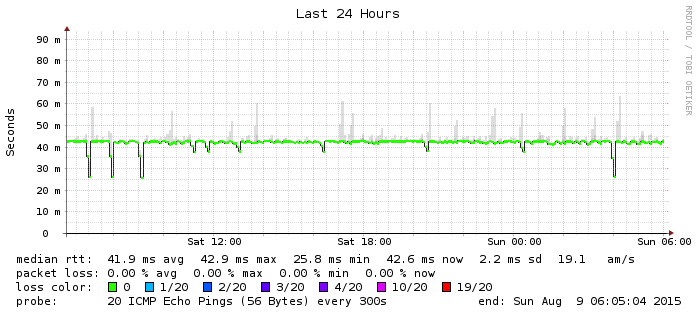 Last 24 Hours
RRDTOOL / TOBI OETIKER
Seconds
90 m
80 m
70 m
60 m
50 m
40 m
30 m
20 m
10 m
0
Sat 12:00 Sat 18:00 Sun 00:00 Sun 06:00
median rtt: 41.9 ms avg 42.9 ms max 25.8 ms min 42.6 ms now 2.2 ms sd 19.1 am/s
packet loss: 0.00 % avg 0.00 % max 0.00 % min 0.00 % now
loss color: 0 1/20 2/20 3/20 4/20 10/20 19/20
probe: 20 ICMP Echo Pings (56 Bytes) every 300s end: Sun Aug 9 06:05:04 2015